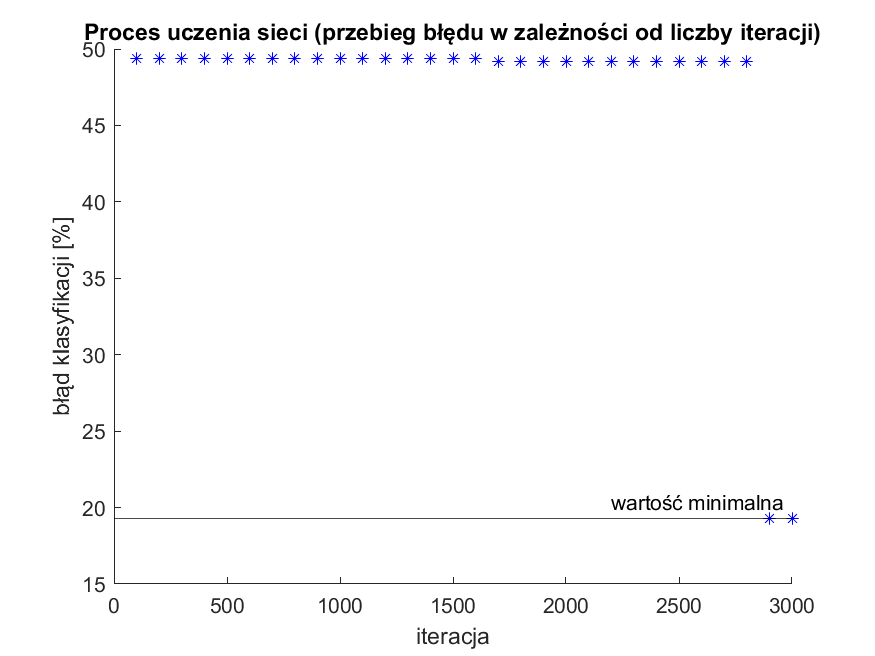 Proces uczenia sieci (przebieg błędu w zależności od liczby iteracji)
50
45
40
35
30
25
20
15
błąd klasyfikacji [%]
wartość minimalna
0 500 1000 1500 2000 2500 3000
iteracja